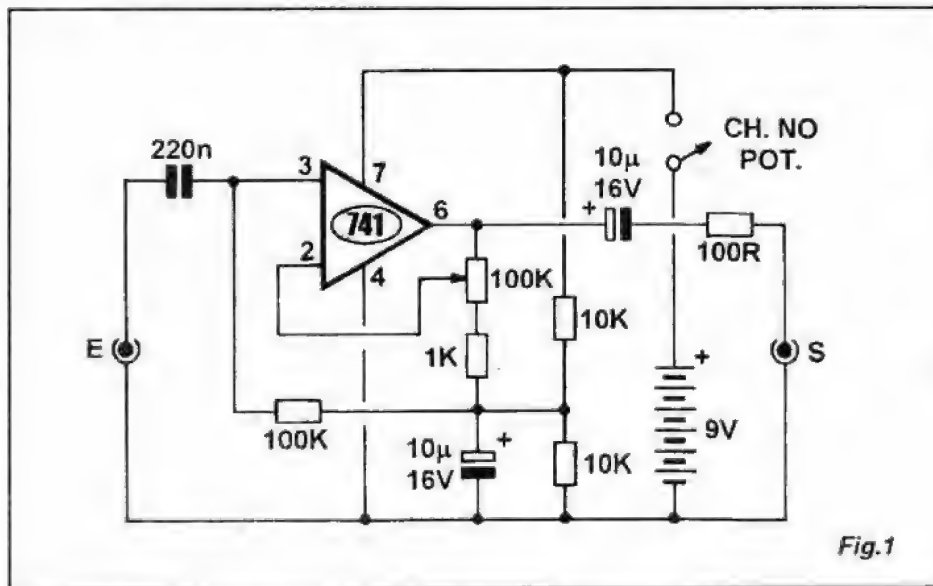 220n
3
7
741
6
2
4
10µ
16V
+
CH. NO
POT.
100R
100K
10K
1K
E
S
+
9V
100K
10µ
16V
+
10K
Fig.1